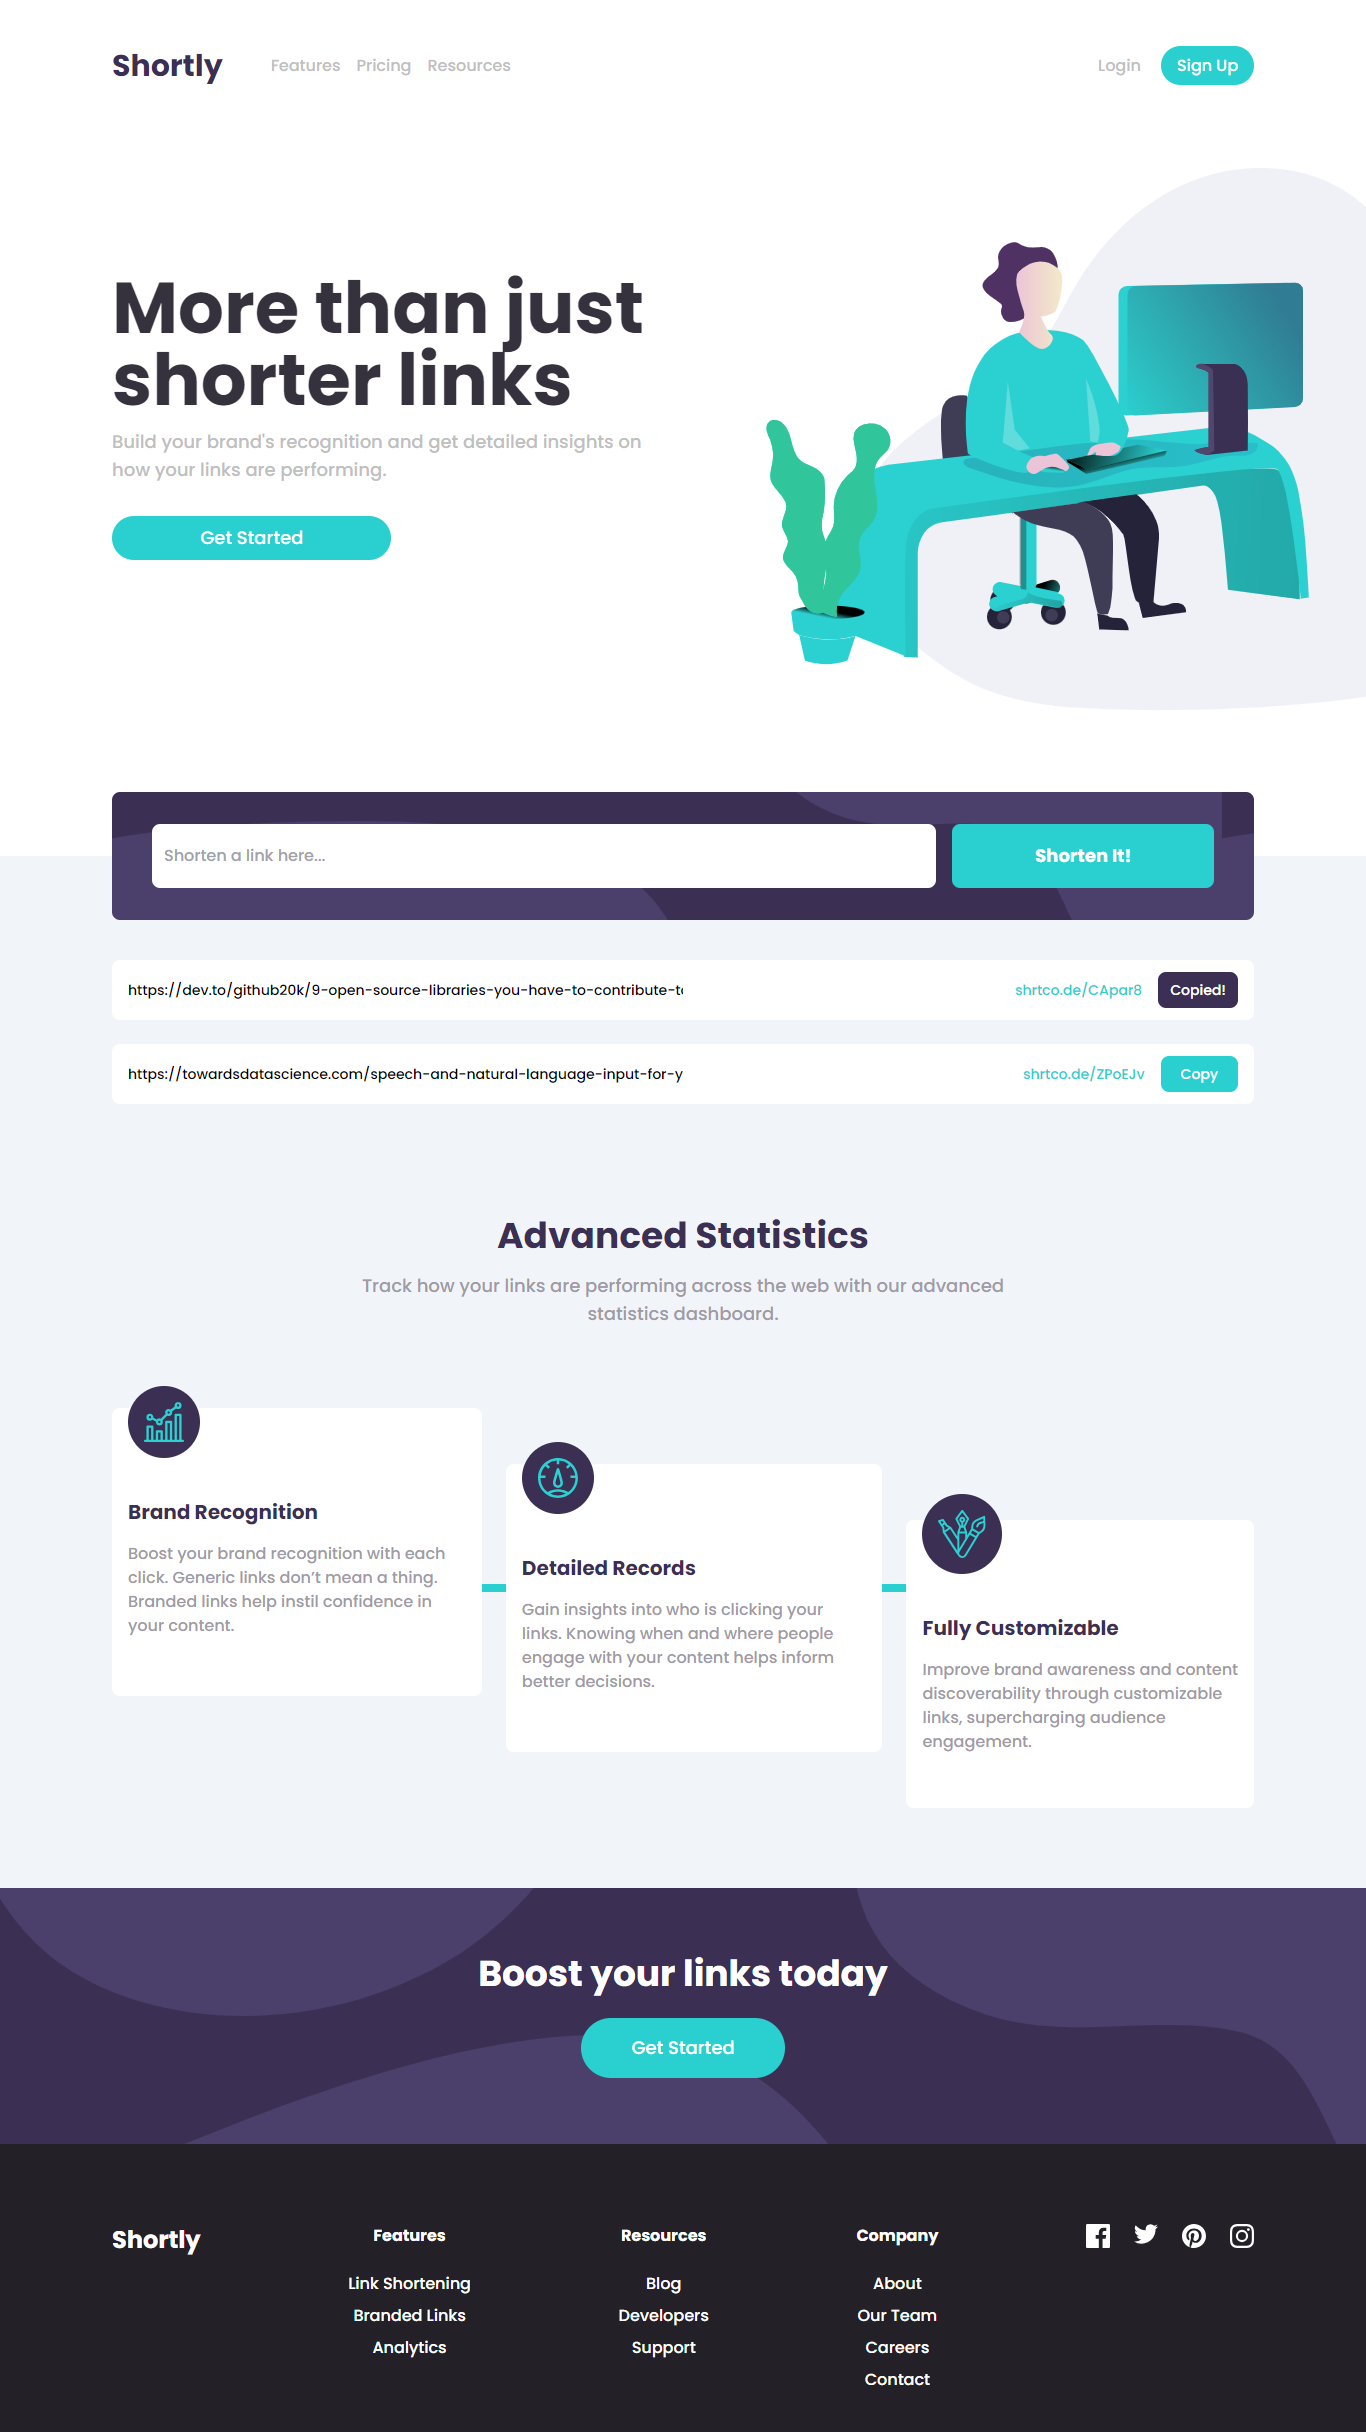 Shortly
Features Pricing Resources
Login Sign Up
More than just
shorter links
Build your brand's recognition and get detailed insights on
how your links are performing.
Get Started
Shorten a link here...
Shorten It!
https://dev.to/github20k/9-open-source-libraries-you-have-to-contribute-to
shrtco.de/CApar8
Copied!
https://towardsdatascience.com/speech-and-natural-language-input-for-y
shrtco.de/ZPoEJv
Copy
Advanced Statistics
Track how your links are performing across the web with our advanced
statistics dashboard.
Brand Recognition
Boost your brand recognition with each
click. Generic links don’t mean a thing.
Branded links help instil confidence in
your content.
Detailed Records
Gain insights into who is clicking your
links. Knowing when and where people
engage with your content helps inform
better decisions.
Fully Customizable
Improve brand awareness and content
discoverability through customizable
links, supercharging audience
engagement.
Boost your links today
Get Started
Shortly
Features
Link Shortening
Branded Links
Analytics
Resources
Blog
Developers
Support
Company
About
Our Team
Careers
Contact